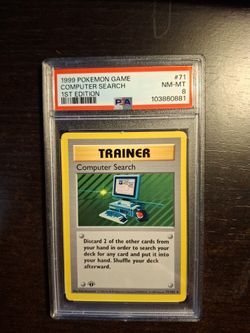 1999 POKEMON GAME #71
COMPUTER SEARCH NM-MT
1ST EDITION 8
PSA 103860881
TRAINER
Computer Search
Discard 2 of the other cards from
your hand in order to search your
deck for any card and put it into
your hand. Shuffle your deck
afterward.